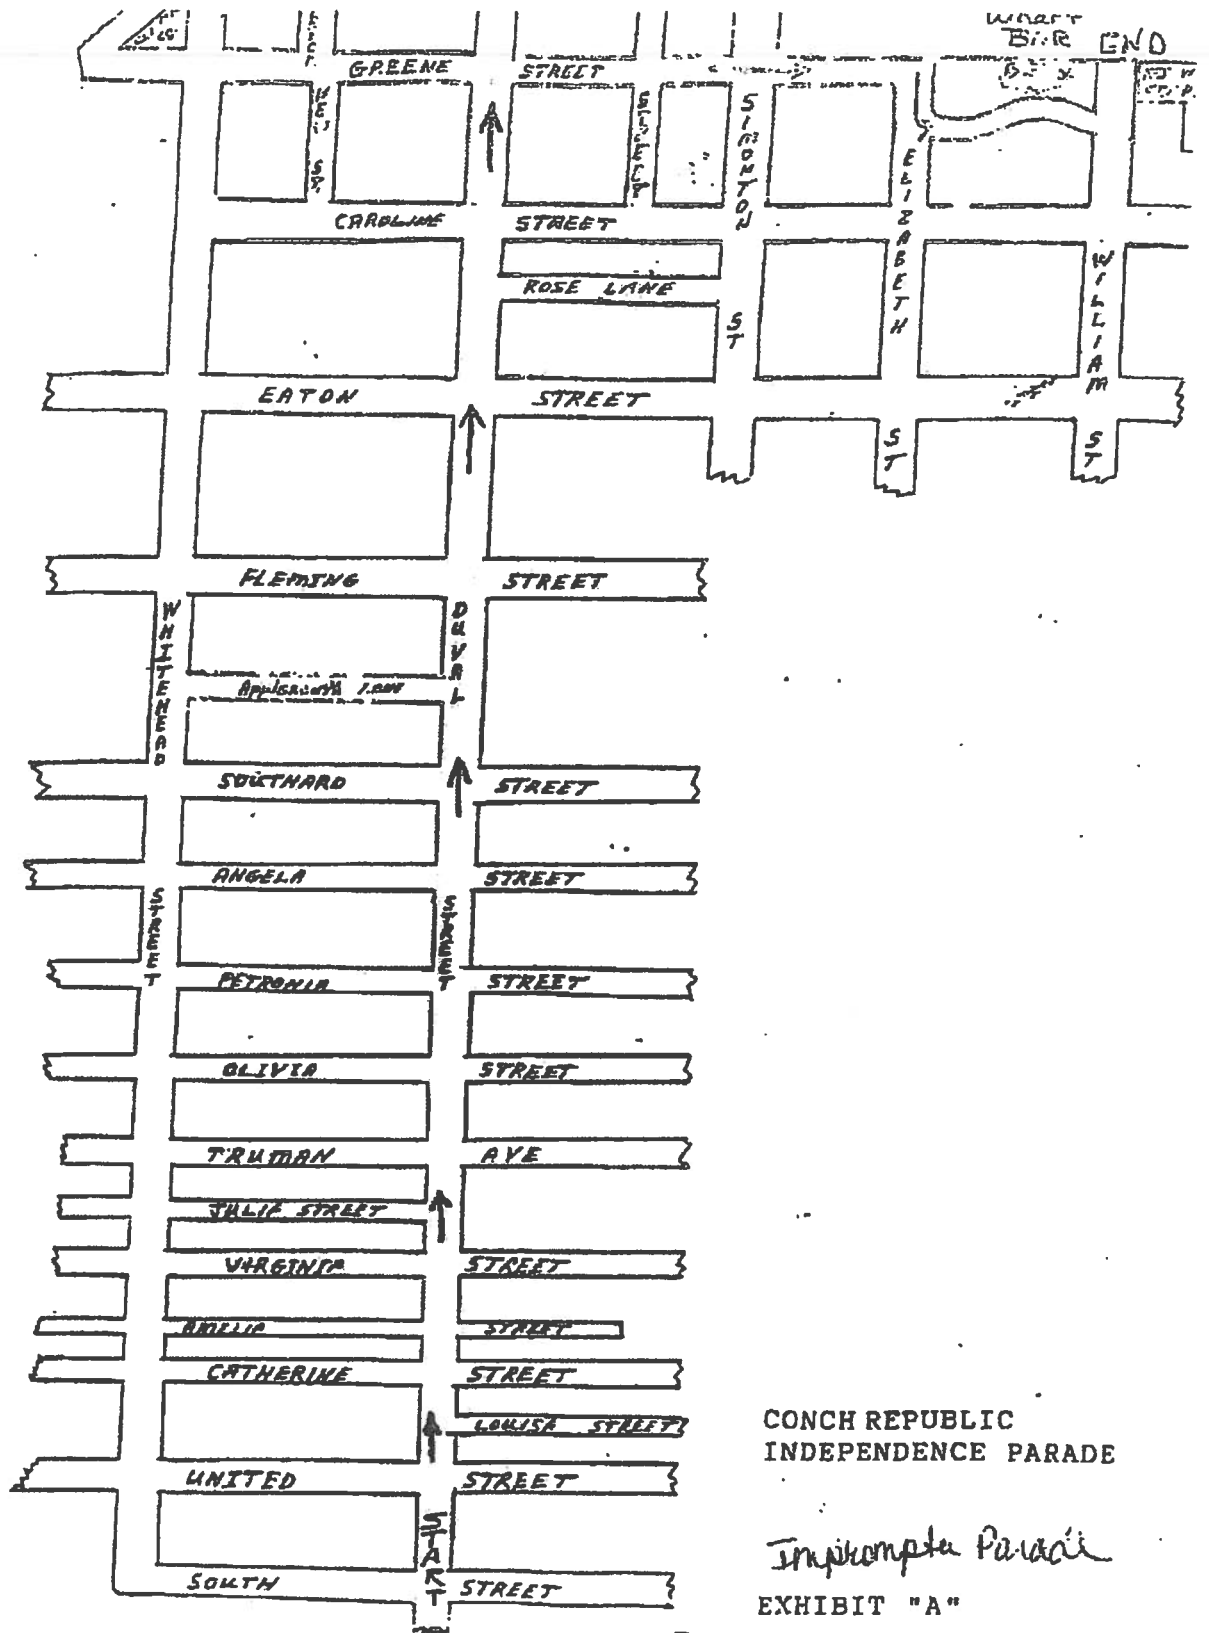 WHARF
BAR END
GREENE STREET
SIMONTON
ST
ELIZABETH
ST
WILLIAM
ST
CAROLINE STREET
ROSE LANE
EATON STREET
FLEMING STREET
WHITEHEAD
STREET
DUVAL
STREET
SOUTHARD STREET
ANGELA STREET
PETRONIA STREET
OLIVIA STREET
TRUMAN AVE
JULIA STREET
VIRGINIA STREET
AMELIA STREET
CATHERINE STREET
LOUISA STREET
UNITED STREET
START
SOUTH STREET
CONCH REPUBLIC
INDEPENDENCE PARADE
Impromptu Parade
EXHIBIT "A"